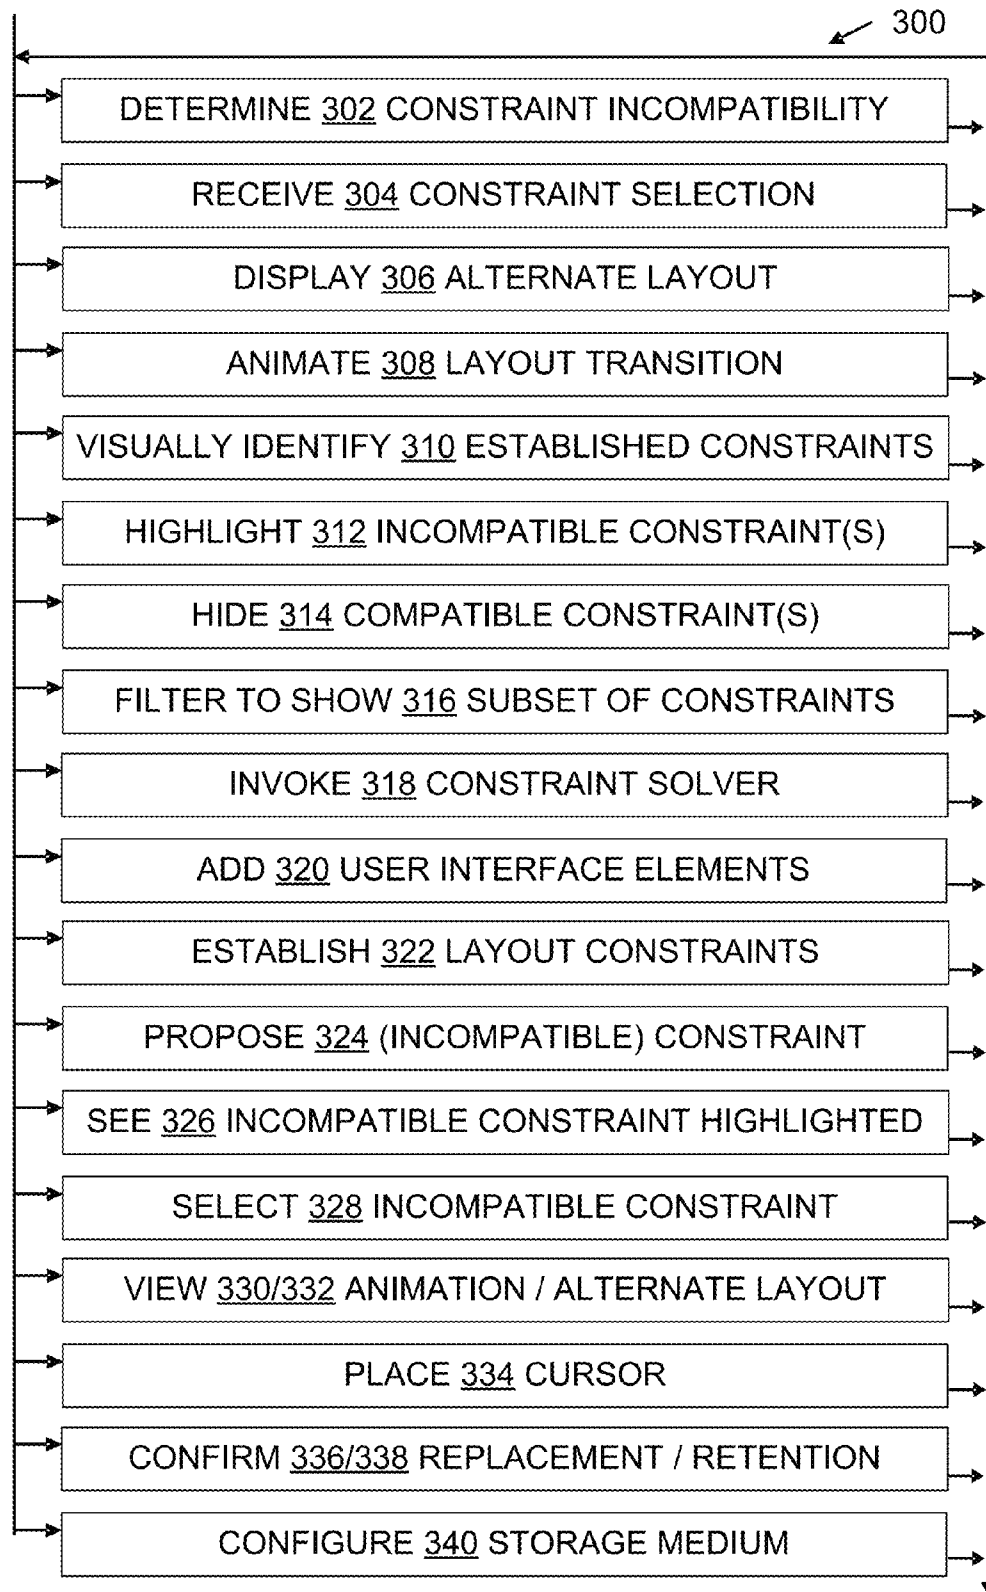 300
DETERMINE 302 CONSTRAINT INCOMPATIBILITY
RECEIVE 304 CONSTRAINT SELECTION
DISPLAY 306 ALTERNATE LAYOUT
ANIMATE 308 LAYOUT TRANSITION
VISUALLY IDENTIFY 310 ESTABLISHED CONSTRAINTS
HIGHLIGHT 312 INCOMPATIBLE CONSTRAINT(S)
HIDE 314 COMPATIBLE CONSTRAINT(S)
FILTER TO SHOW 316 SUBSET OF CONSTRAINTS
INVOKE 318 CONSTRAINT SOLVER
ADD 320 USER INTERFACE ELEMENTS
ESTABLISH 322 LAYOUT CONSTRAINTS
PROPOSE 324 (INCOMPATIBLE) CONSTRAINT
SEE 326 INCOMPATIBLE CONSTRAINT HIGHLIGHTED
SELECT 328 INCOMPATIBLE CONSTRAINT
VIEW 330/332 ANIMATION / ALTERNATE LAYOUT
PLACE 334 CURSOR
CONFIRM 336/338 REPLACEMENT / RETENTION
CONFIGURE 340 STORAGE MEDIUM